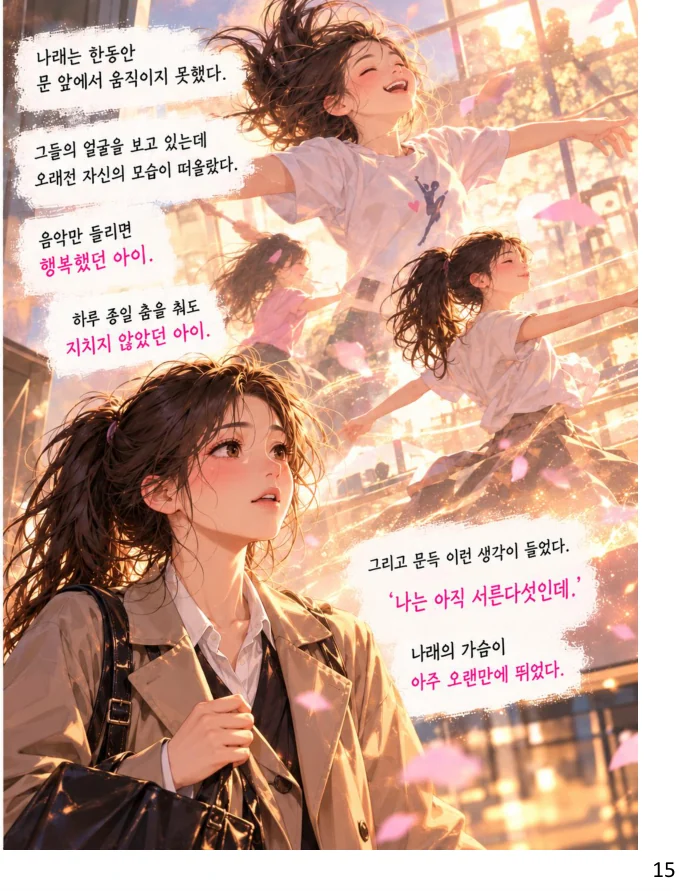 나래는 한동안
문 앞에서 움직이지 못했다.
그들의 얼굴을 보고 있는데
오래전 자신의 모습이 떠올랐다.
음악만 들리면
행복했던 아이.
하루 종일 춤을 춰도
지치지 않았던 아이.
그리고 문득 이런 생각이 들었다.
‘나는 아직 서른다섯인데.’
나래의 가슴이
아주 오랜만에 뛰었다.
15